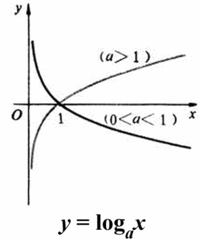 y
(a>1)
O
1
x
(0<a<1)
y = logₐx